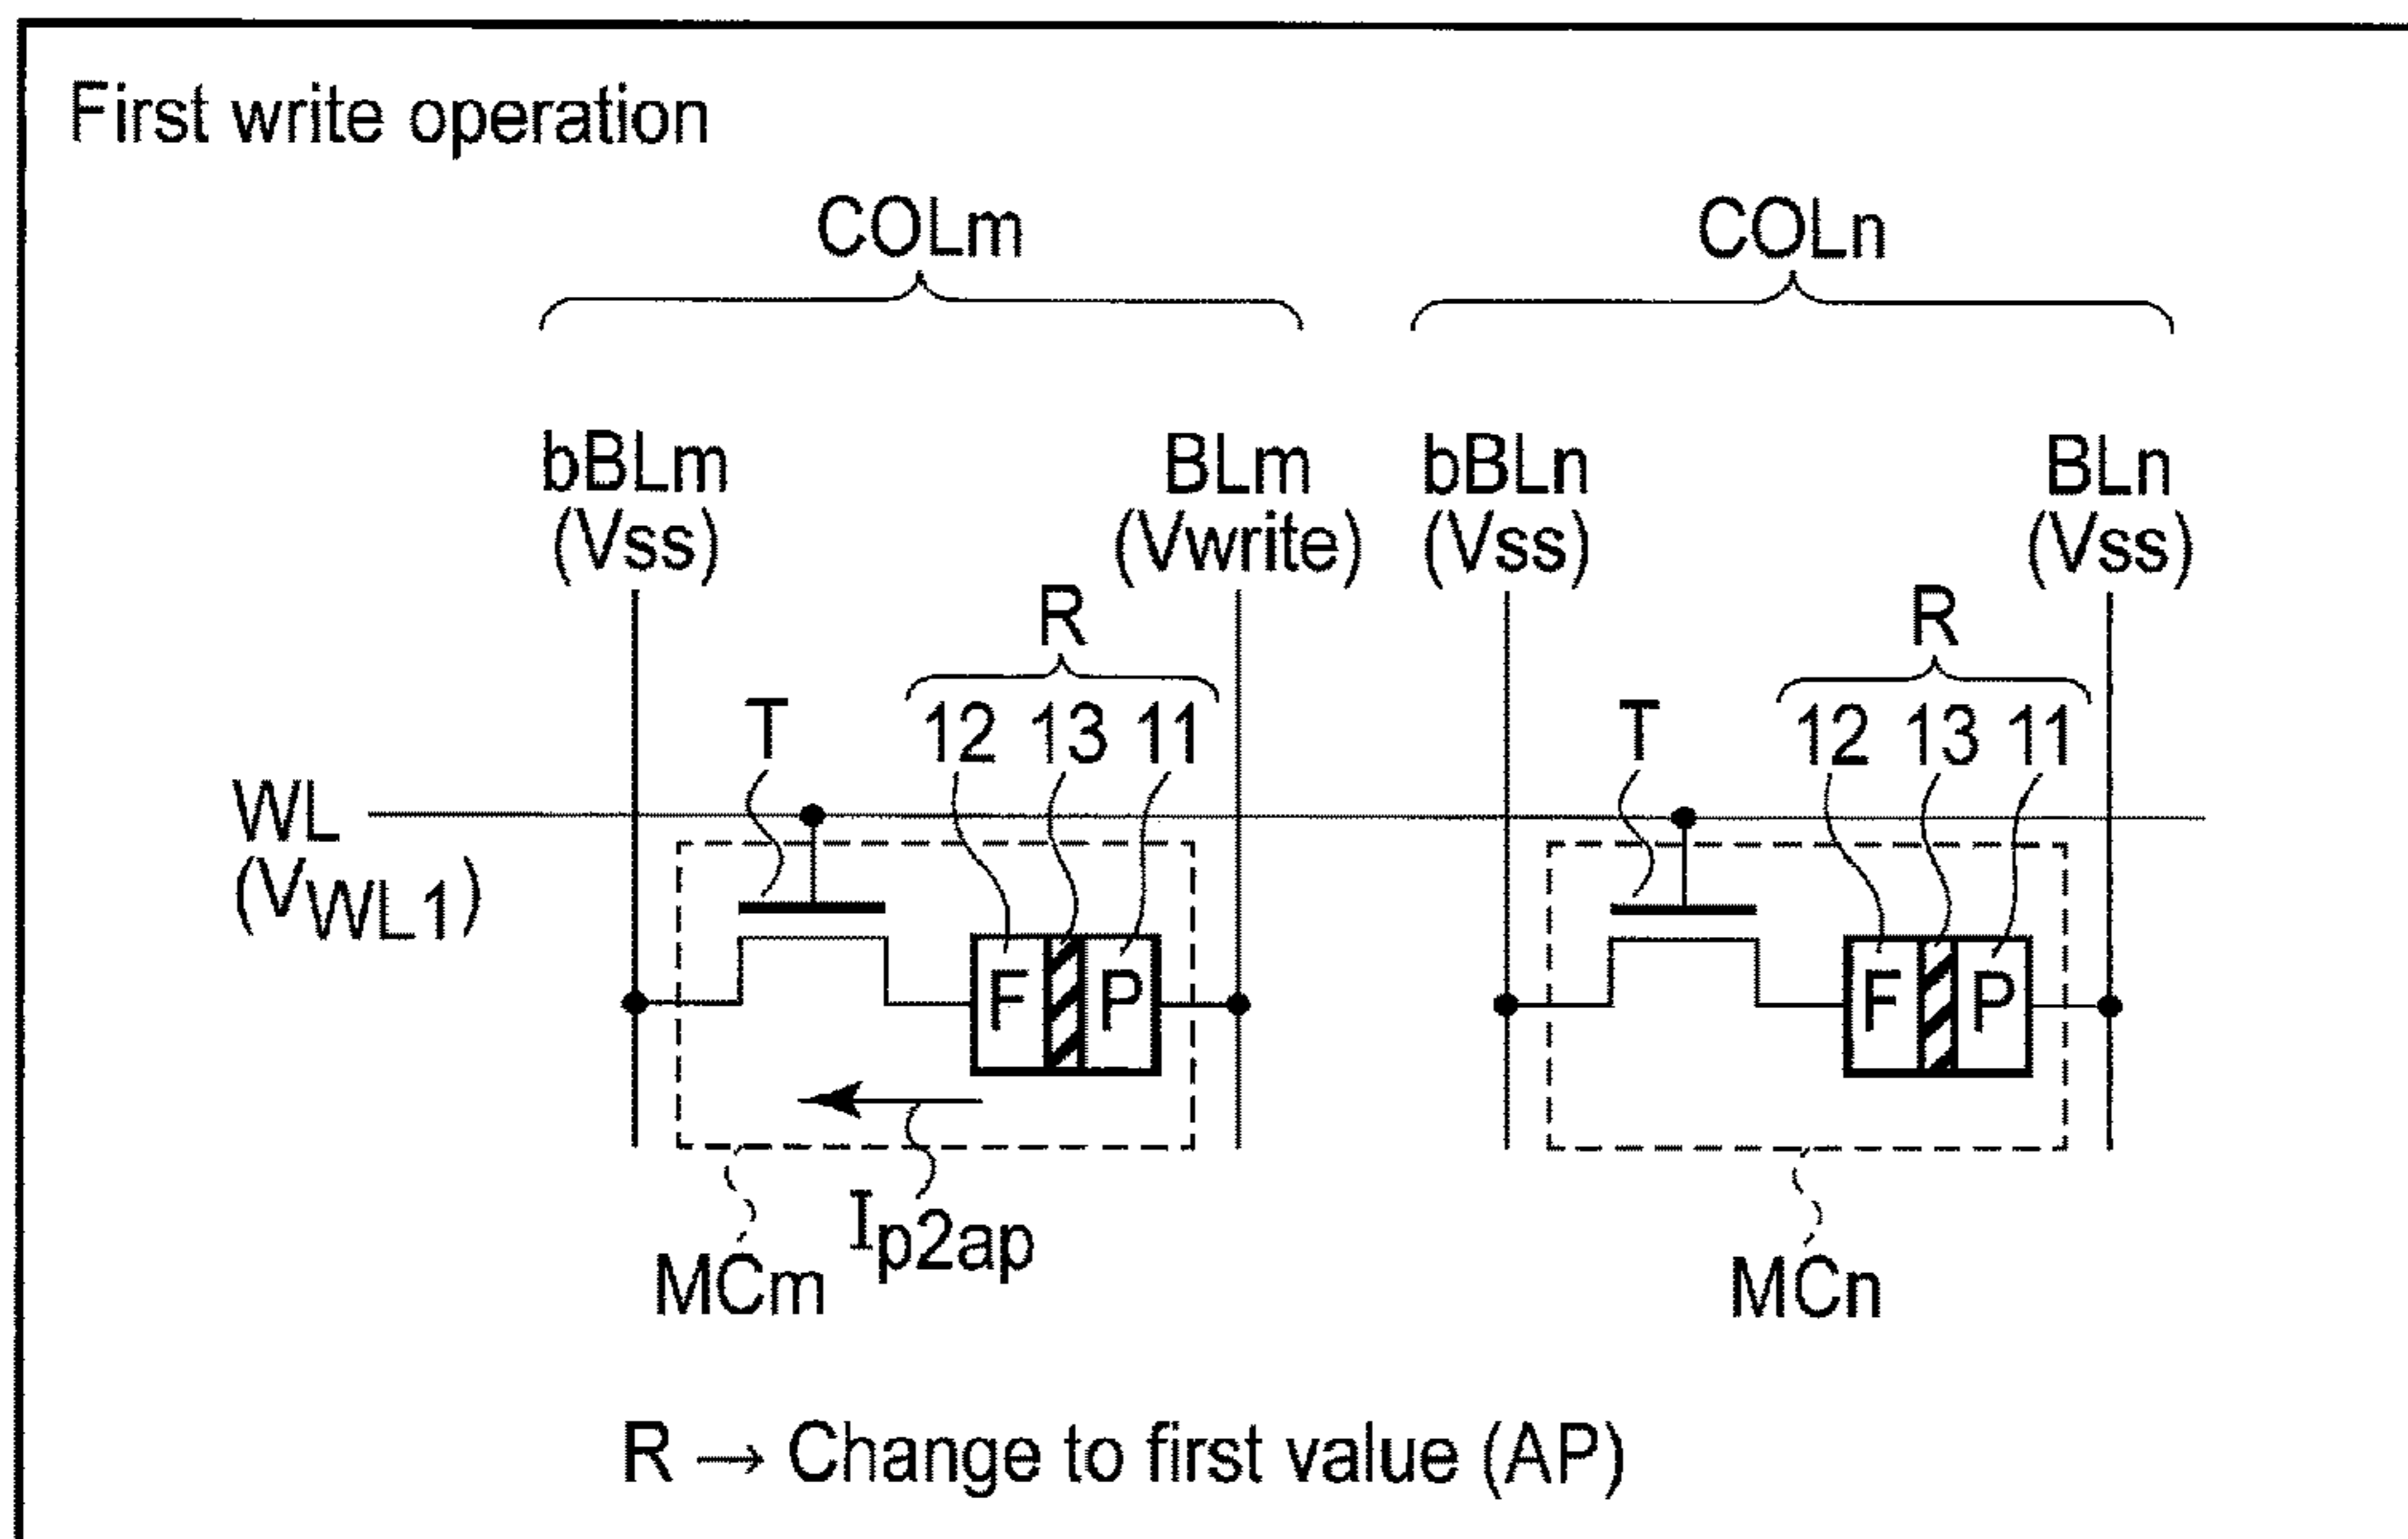 First write operation
COLm COLn
bBLm BLm bBLn BLn
(Vss) (Vwrite) (Vss) (Vss)
R R
T 12 13 11 T 12 13 11
WL
(VWL1)
F P F P
Ip2ap
MCm MCn
R → Change to first value (AP)